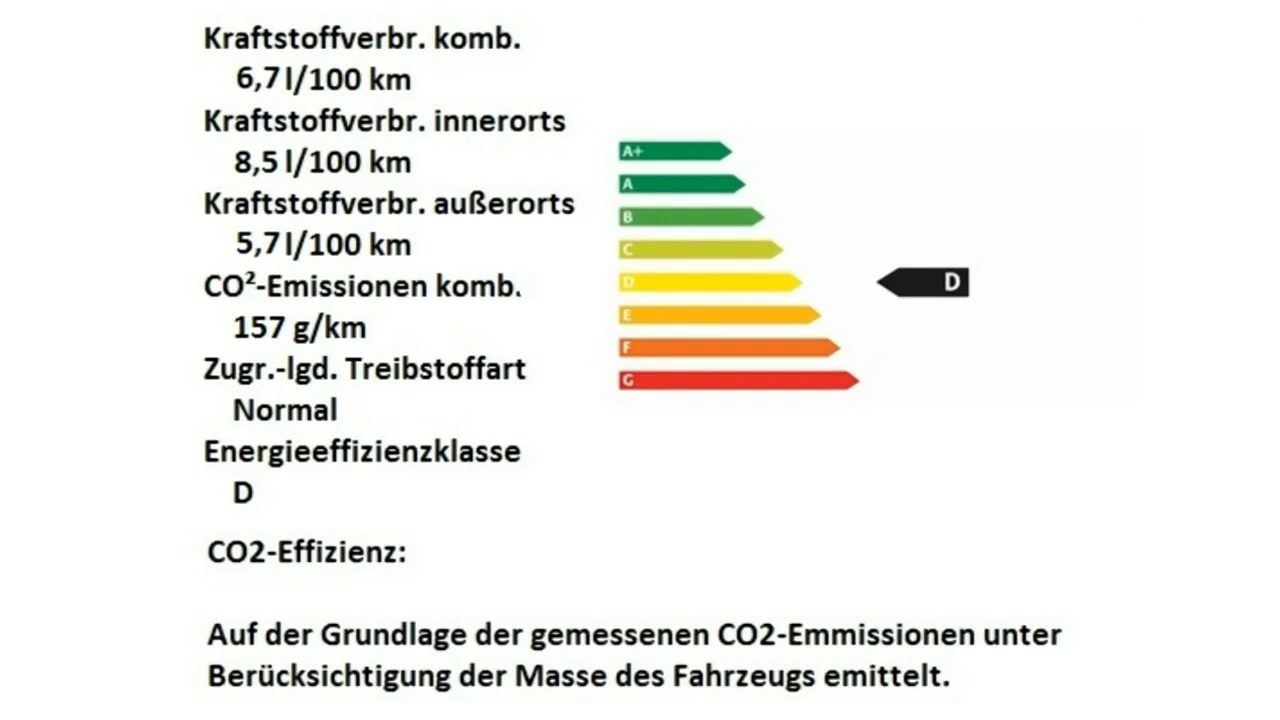 Kraftstoffverbr. komb.
6,7 l/100 km
Kraftstoffverbr. innerorts
8,5 l/100 km
Kraftstoffverbr. außerorts
5,7 l/100 km
CO²-Emissionen komb.
157 g/km
Zugr.-lgd. Treibstoffart
Normal
Energieeffizienzklasse
D
A+
A
B
C
D
E
F
G
D
CO2-Effizienz:
Auf der Grundlage der gemessenen CO2-Emmissionen unter
Berücksichtigung der Masse des Fahrzeugs emittelt.